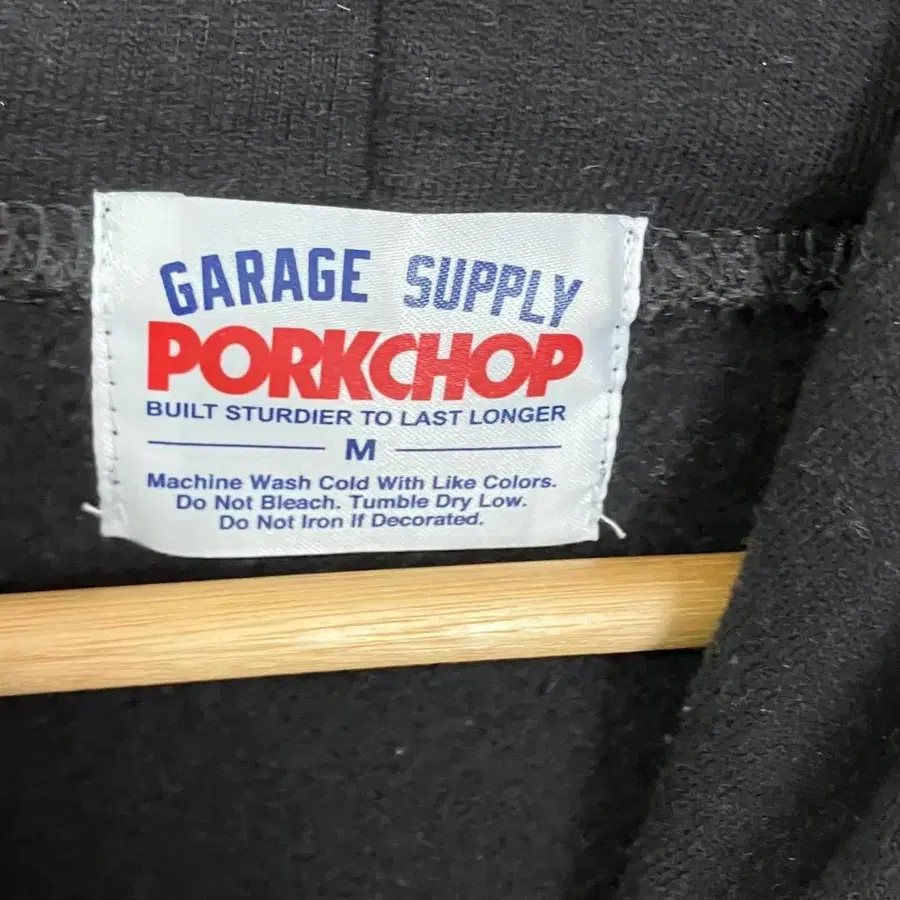 GARAGE SUPPLY
PORKCHOP
BUILT STURDIER TO LAST LONGER
M
Machine Wash Cold With Like Colors.
Do Not Bleach. Tumble Dry Low.
Do Not Iron If Decorated.